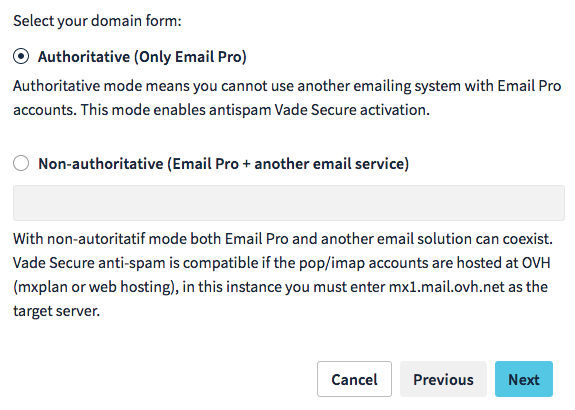 Select your domain form:
Authoritative (Only Email Pro)
Authoritative mode means you cannot use another emailing system with Email Pro
accounts. This mode enables antispam Vade Secure activation.
Non-authoritative (Email Pro + another email service)
With non-autoritatif mode both Email Pro and another email solution can coexist.
Vade Secure anti-spam is compatible if the pop/imap accounts are hosted at OVH
(mxplan or web hosting), in this instance you must enter mx1.mail.ovh.net as the
target server.
Cancel Previous Next